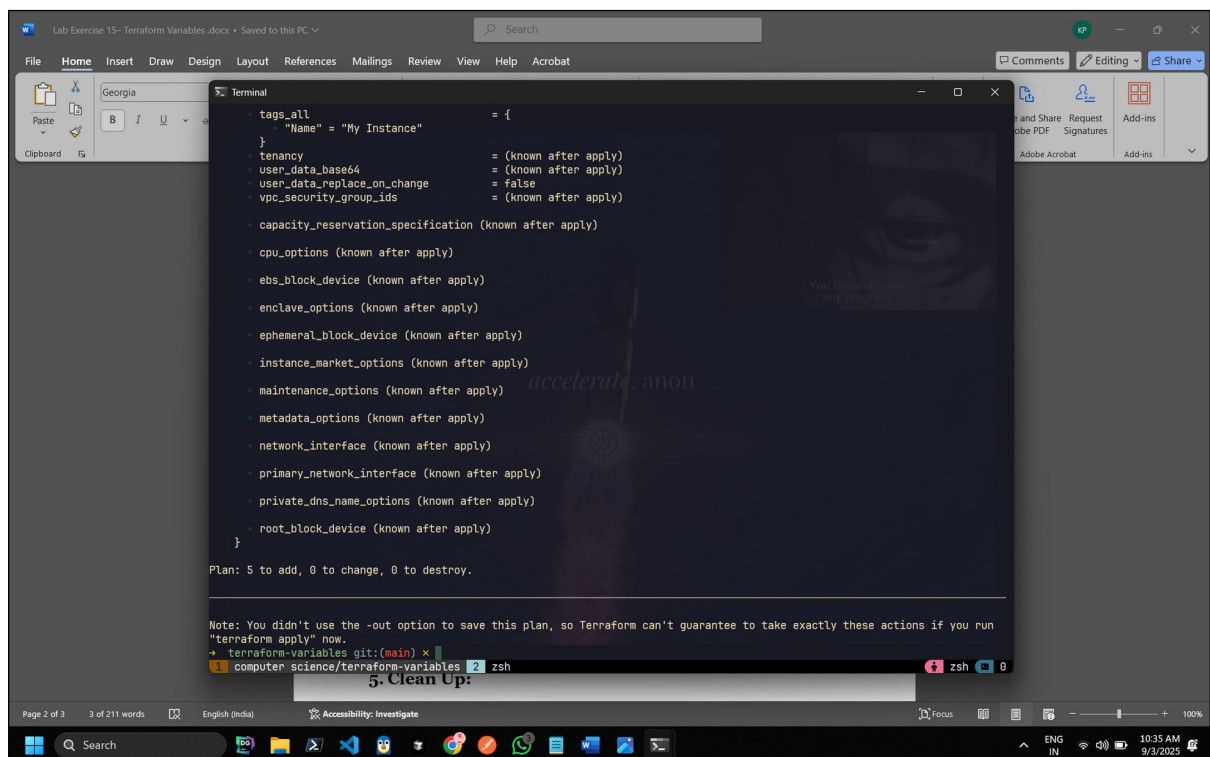 Lab Exercise 15– Terraform Variables .docx • Saved to this PC
Search
KP
File Home Insert Draw Design Layout References Mailings Review View Help Acrobat
Comments Editing Share
Paste
Clipboard
Georgia
B I U
e and Share
obe PDF
Request
Signatures
Adobe Acrobat
Add-ins
Add-ins
Terminal
+ tags_all = {
+ "Name" = "My Instance"
}
+ tenancy = (known after apply)
+ user_data_base64 = (known after apply)
+ user_data_replace_on_change = false
+ vpc_security_group_ids = (known after apply)
+ capacity_reservation_specification (known after apply)
+ cpu_options (known after apply)
+ ebs_block_device (known after apply)
+ enclave_options (known after apply)
+ ephemeral_block_device (known after apply)
+ instance_market_options (known after apply)
+ maintenance_options (known after apply)
+ metadata_options (known after apply)
+ network_interface (known after apply)
+ primary_network_interface (known after apply)
+ private_dns_name_options (known after apply)
+ root_block_device (known after apply)
}
You haven't made
any progress
accelerate, anon
Plan: 5 to add, 0 to change, 0 to destroy.
Note: You didn't use the -out option to save this plan, so Terraform can't guarantee to take exactly these actions if you run
"terraform apply" now.
→ terraform-variables git:(main) ×
1 computer science/terraform-variables 2 zsh
zsh 0
5. Clean Up:
Page 2 of 3 3 of 211 words English (India) Accessibility: Investigate
Focus 100%
Search
3
ENG
IN
10:35 AM
9/3/2025